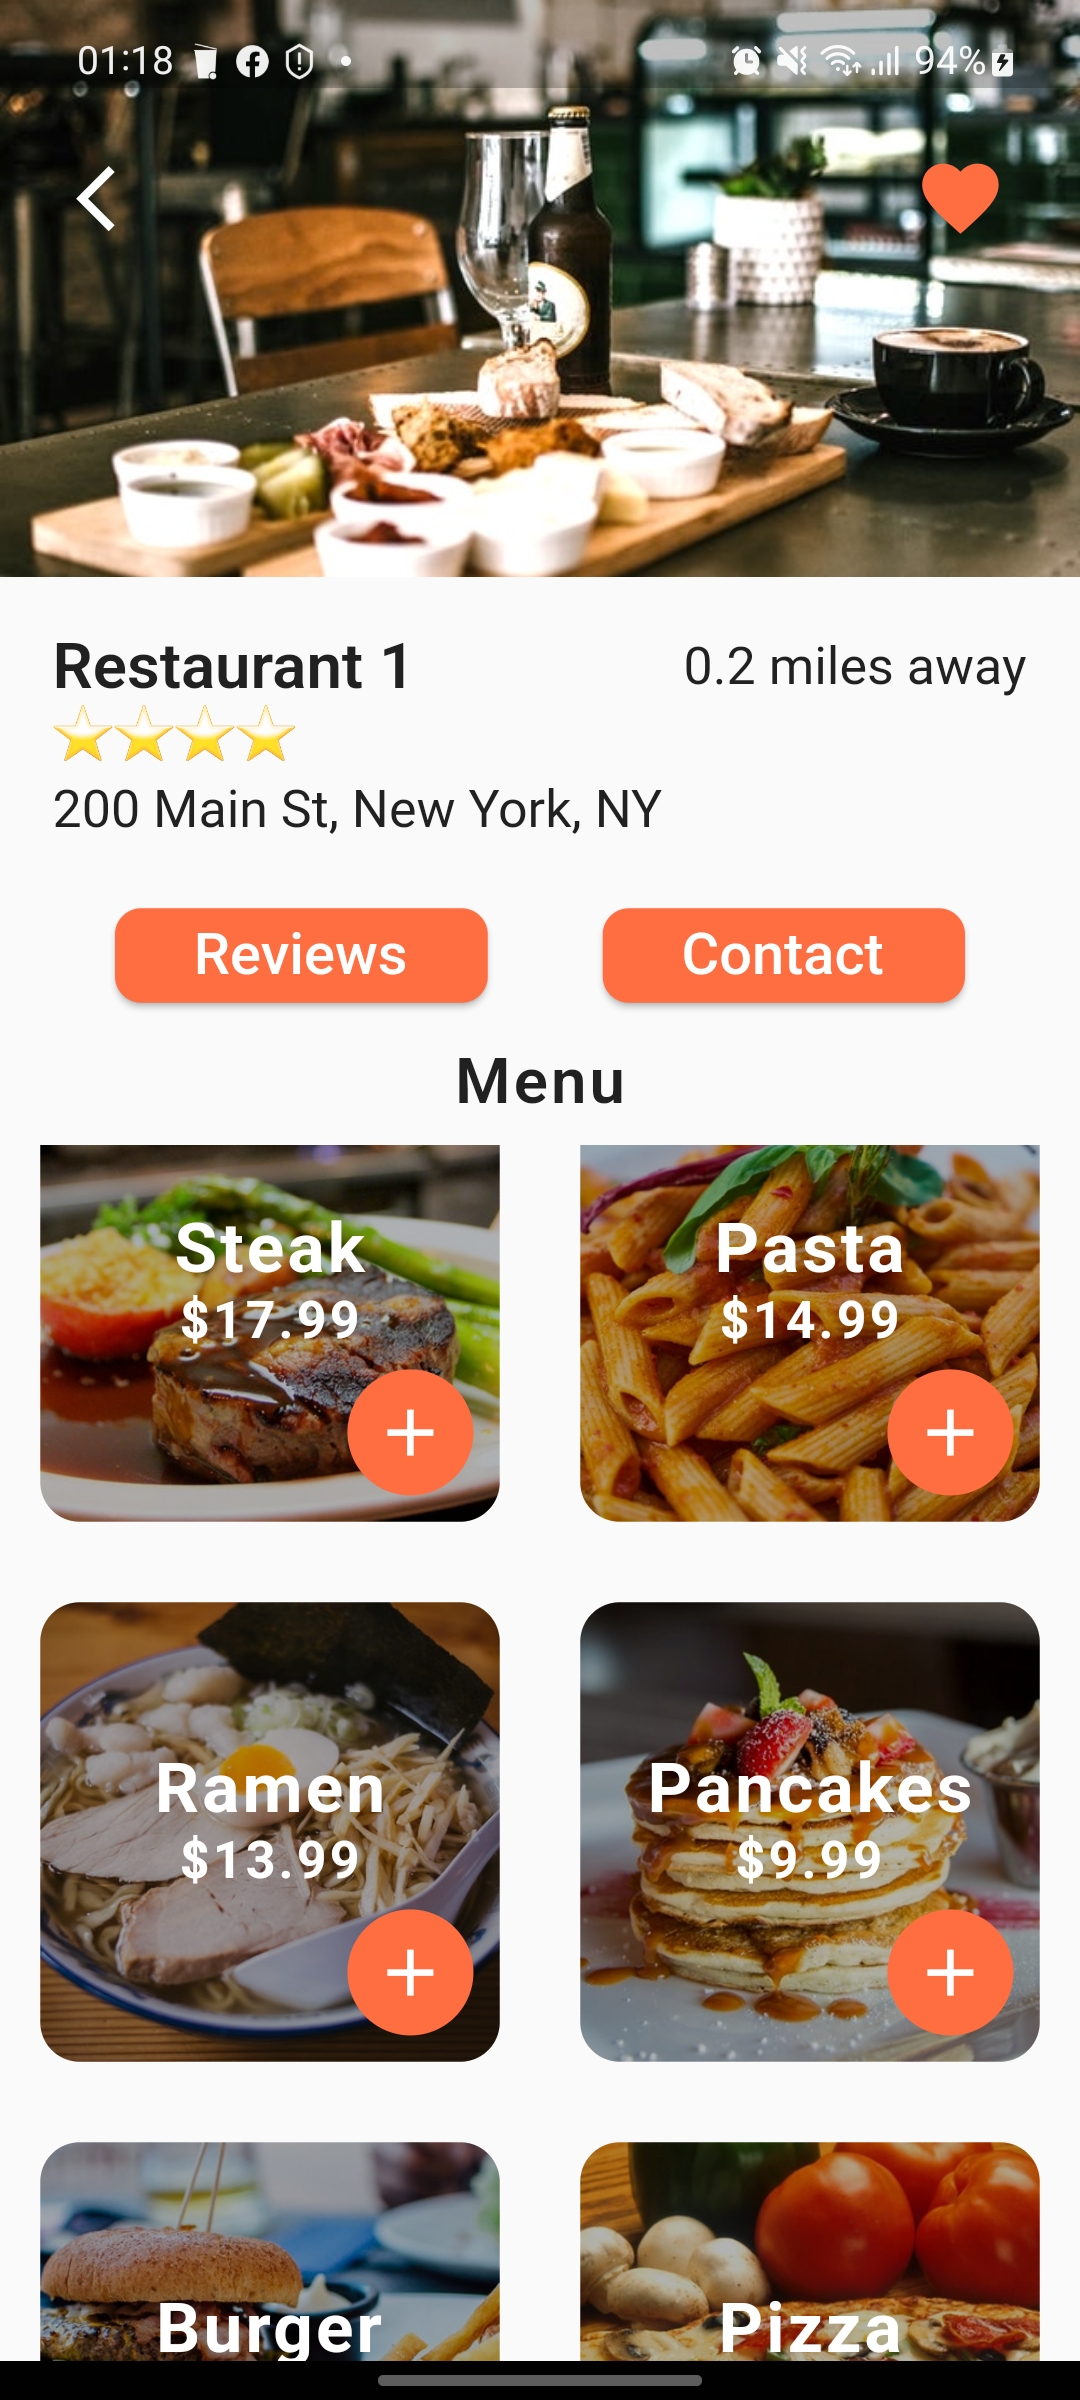 01:18
94%
Restaurant 1
0.2 miles away
200 Main St, New York, NY
Reviews
Contact
Menu
Steak
$17.99
Pasta
$14.99
Ramen
$13.99
Pancakes
$9.99
Burger
Pizza